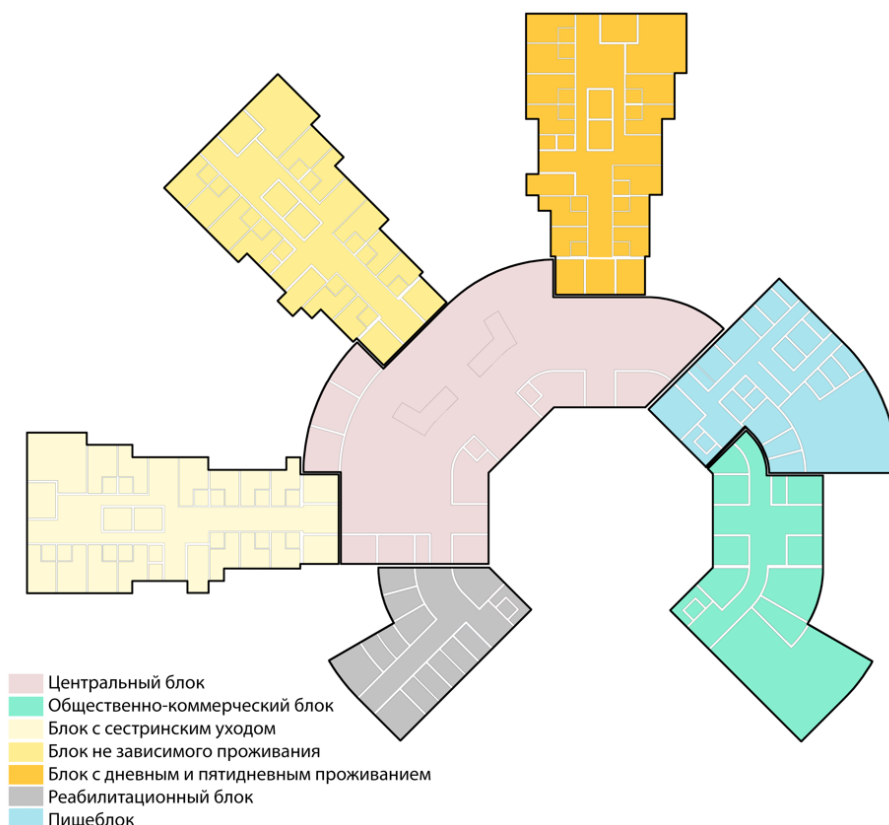 Центральный блок
Общественно-коммерческий блок
Блок с сестринским уходом
Блок не зависимого проживания
Блок с дневным и пятидневным проживанием
Реабилитационный блок
Пищеблок